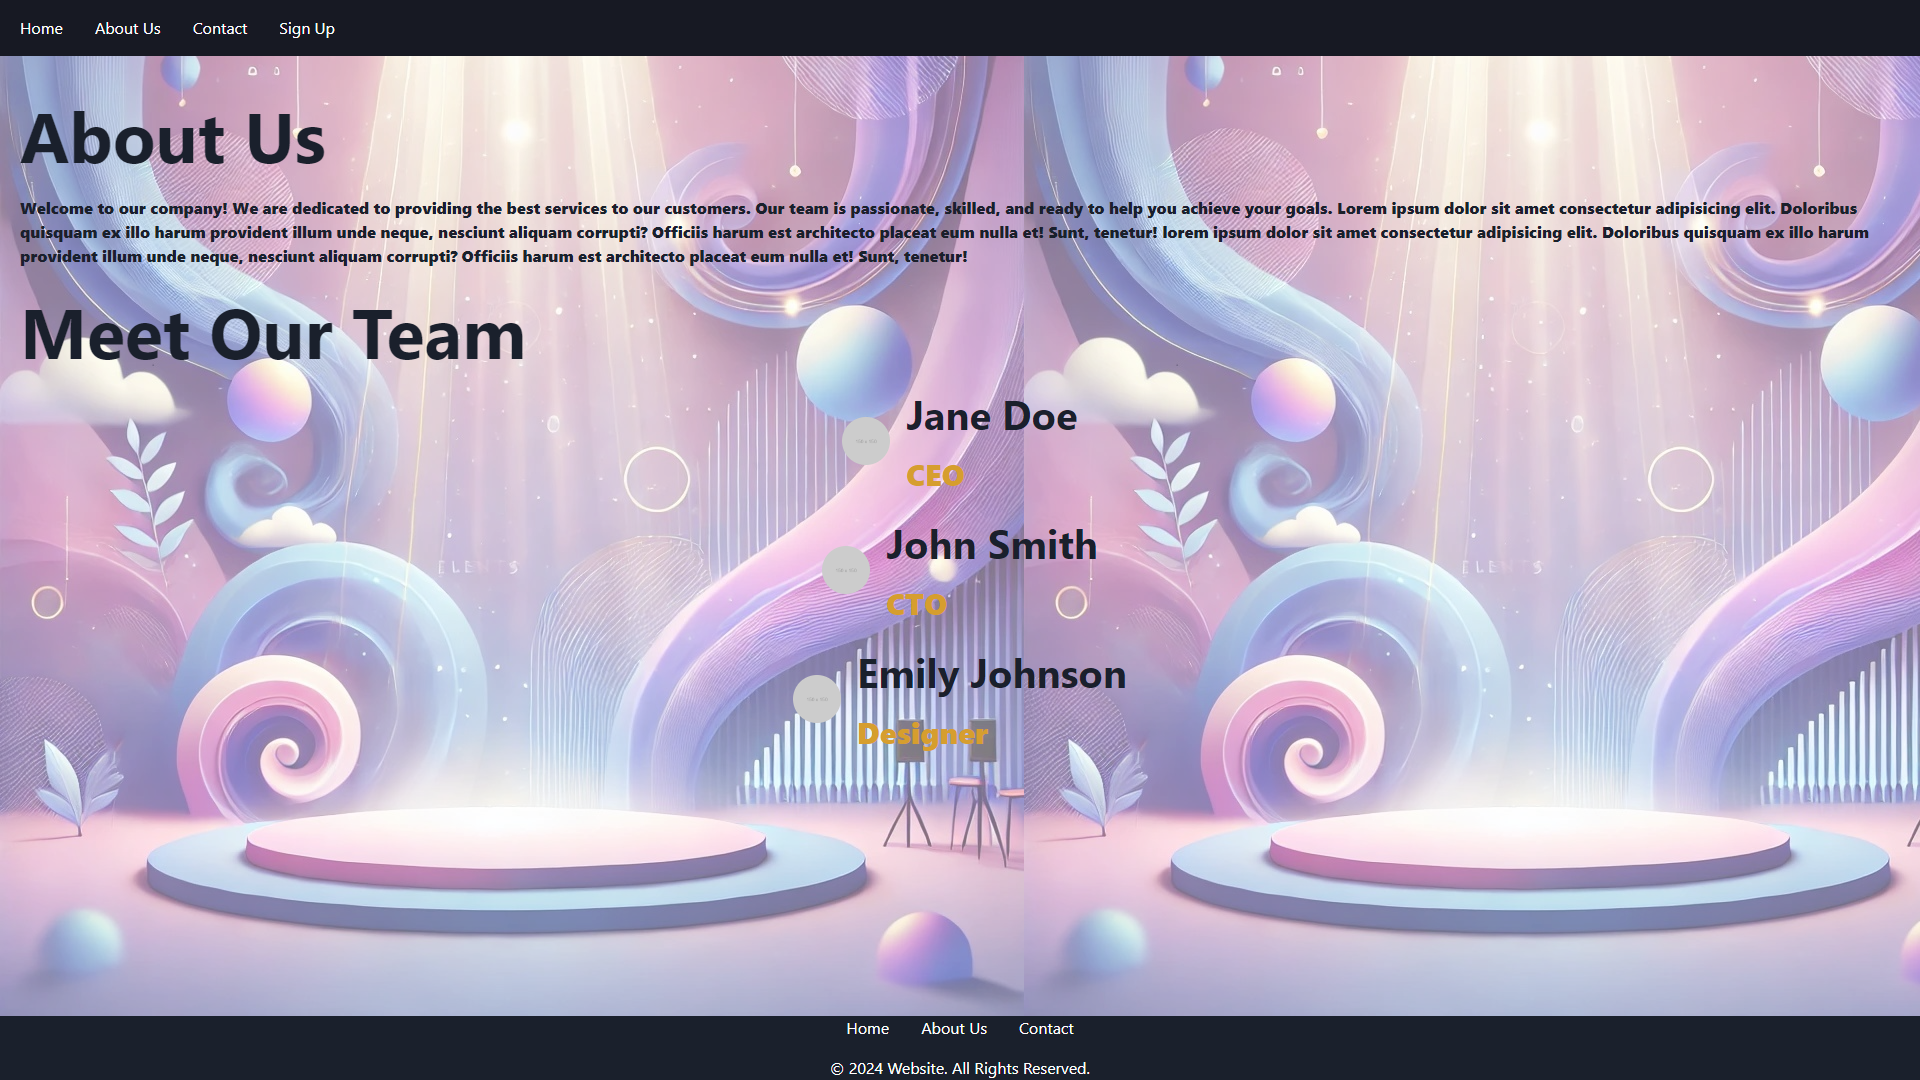 Home About Us Contact Sign Up
About Us
Welcome to our company! We are dedicated to providing the best services to our customers. Our team is passionate, skilled, and ready to help you achieve your goals. Lorem ipsum dolor sit amet consectetur adipisicing elit. Doloribus
quisquam ex illo harum provident illum unde neque, nesciunt aliquam corrupti? Officiis harum est architecto placeat eum nulla et! Sunt, tenetur! lorem ipsum dolor sit amet consectetur adipisicing elit. Doloribus quisquam ex illo harum
provident illum unde neque, nesciunt aliquam corrupti? Officiis harum est architecto placeat eum nulla et! Sunt, tenetur!
Meet Our Team
Jane Doe
CEO
John Smith
CTO
Emily Johnson
Designer
Home About Us Contact
© 2024 Website. All Rights Reserved.